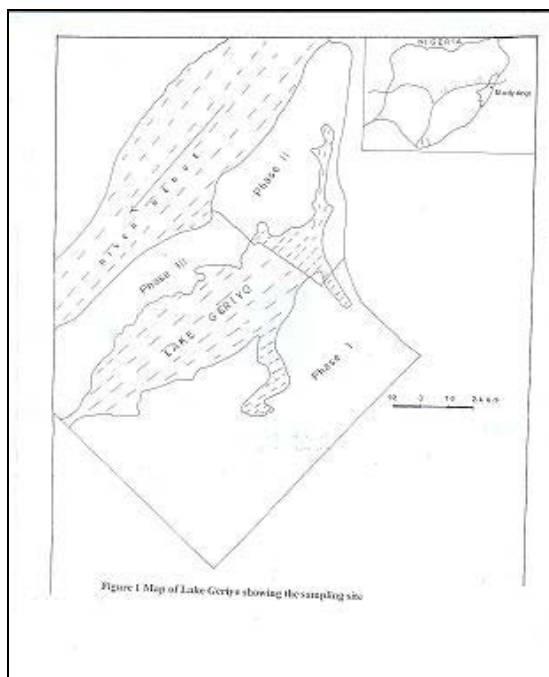 NIGERIA
Study Area
RIVER BENUE
Phase II
Phase III
LAKE GERIYO
Phase I
Figure 1 Map of Lake Geriyo showing the sampling site